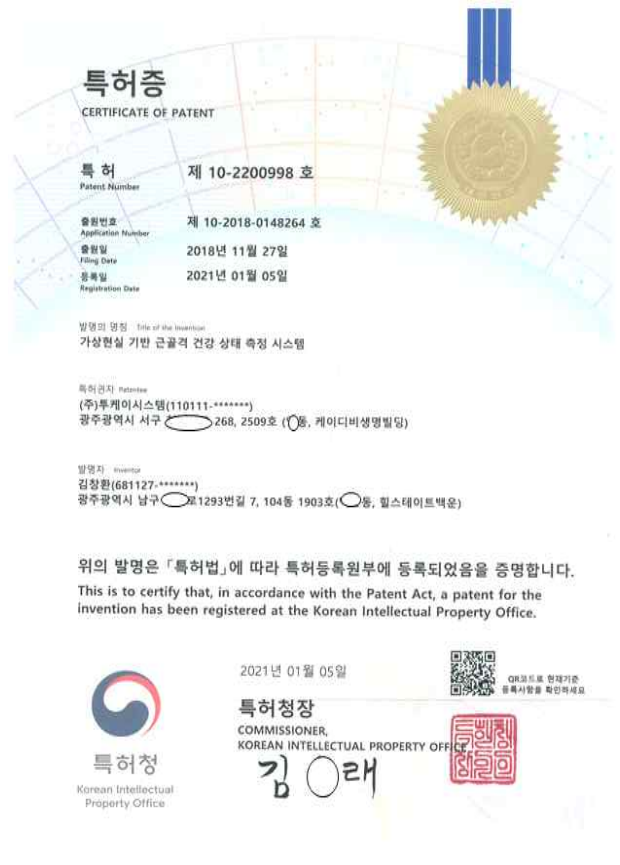 특허증
CERTIFICATE OF PATENT
특 허 제 10-2200998 호
Patent Number
출원번호 제 10-2018-0148264 호
Application Number
출원일 2018년 11월 27일
Filing Date
등록일 2021년 01월 05일
Registration Date
발명의 명칭 Title of the Invention
가상현실 기반 근골격 건강 상태 측정 시스템
특허권자 Patentee
(주)투케이시스템(110111-*******)
광주광역시 서구 268, 2509호 ( 동, 케이디비생명빌딩)
발명자 Inventor
김창환(681127-*******)
광주광역시 남구 로1293번길 7, 104동 1903호( 동, 힐스테이트백운)
위의 발명은 「특허법」에 따라 특허등록원부에 등록되었음을 증명합니다.
This is to certify that, in accordance with the Patent Act, a patent for the
invention has been registered at the Korean Intellectual Property Office.
2021년 01월 05일
QR코드로 현재기준
등록사항을 확인하세요
특허청장
COMMISSIONER,
KOREAN INTELLECTUAL PROPERTY OFFICE
김 래
특허청
Korean Intellectual
Property Office